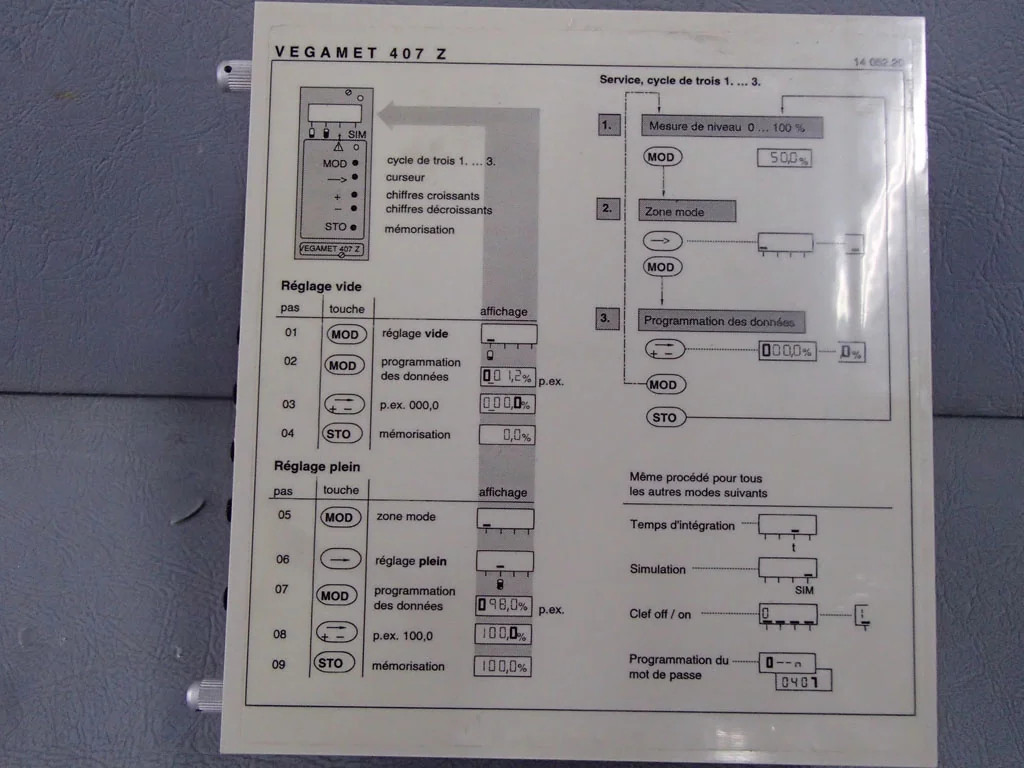 VEGAMET 407 Z
SIM
MOD
+
–
STO
VEGAMET 407 Z
cycle de trois 1. ... 3.
curseur
chiffres croissants
chiffres décroissants
mémorisation
Réglage vide
pas touche affichage
01 MOD réglage vide
02 MOD programmation
des données 001,2% p.ex.
03 + – p.ex. 000,0 000,0%
04 STO mémorisation 0,0%
Réglage plein
pas touche affichage
05 MOD zone mode
06 réglage plein
07 MOD programmation
des données 098,0% p.ex.
08 + – p.ex. 100,0 100,0%
09 STO mémorisation 100,0%
Service, cycle de trois 1. ... 3.
1. Mesure de niveau 0 ... 100 %
MOD 50,0%
2. Zone mode
MOD
3. Programmation des données
+ – 000,0% 0%
MOD
STO
Même procédé pour tous
les autres modes suivants
Temps d'intégration
t
Simulation
SIM
Clef off / on 0 1
Programmation du 0--n
mot de passe 0407